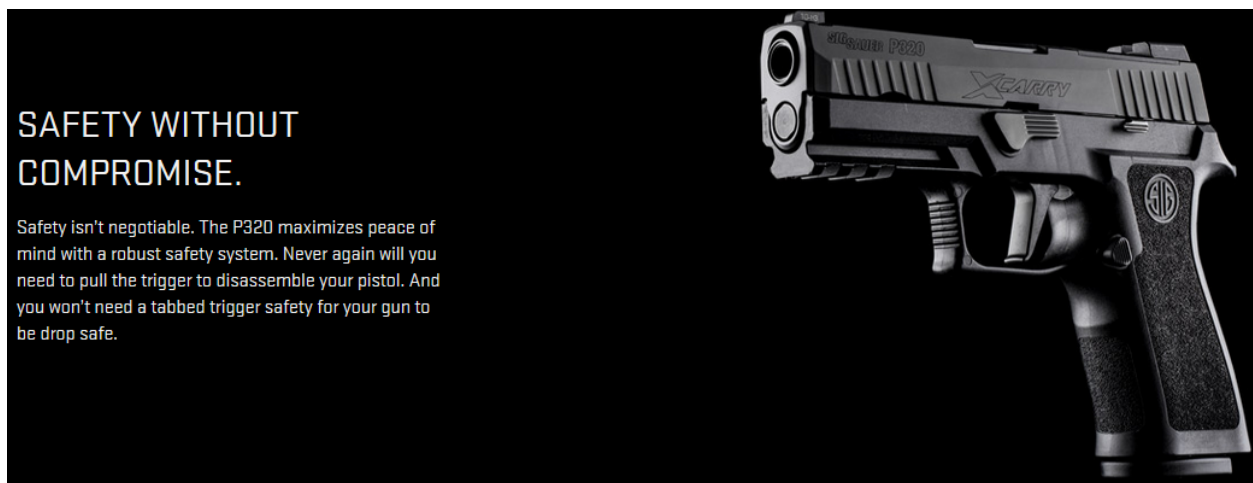 SAFETY WITHOUT
COMPROMISE.
Safety isn't negotiable. The P320 maximizes peace of
mind with a robust safety system. Never again will you
need to pull the trigger to disassemble your pistol. And
you won't need a tabbed trigger safety for your gun to
be drop safe.
SIG SAUER P320
XCARRY
SIG